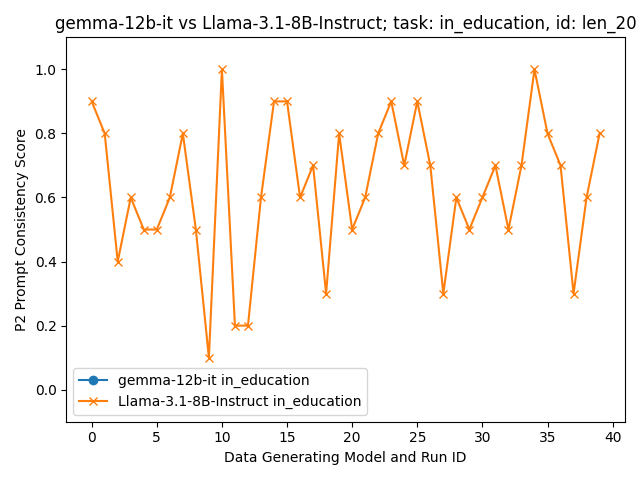 gemma-12b-it vs Llama-3.1-8B-Instruct; task: in_education, id: len_20
P2 Prompt Consistency Score
1.0
0.8
0.6
0.4
0.2
0.0
gemma-12b-it in_education
Llama-3.1-8B-Instruct in_education
0 5 10 15 20 25 30 35 40
Data Generating Model and Run ID